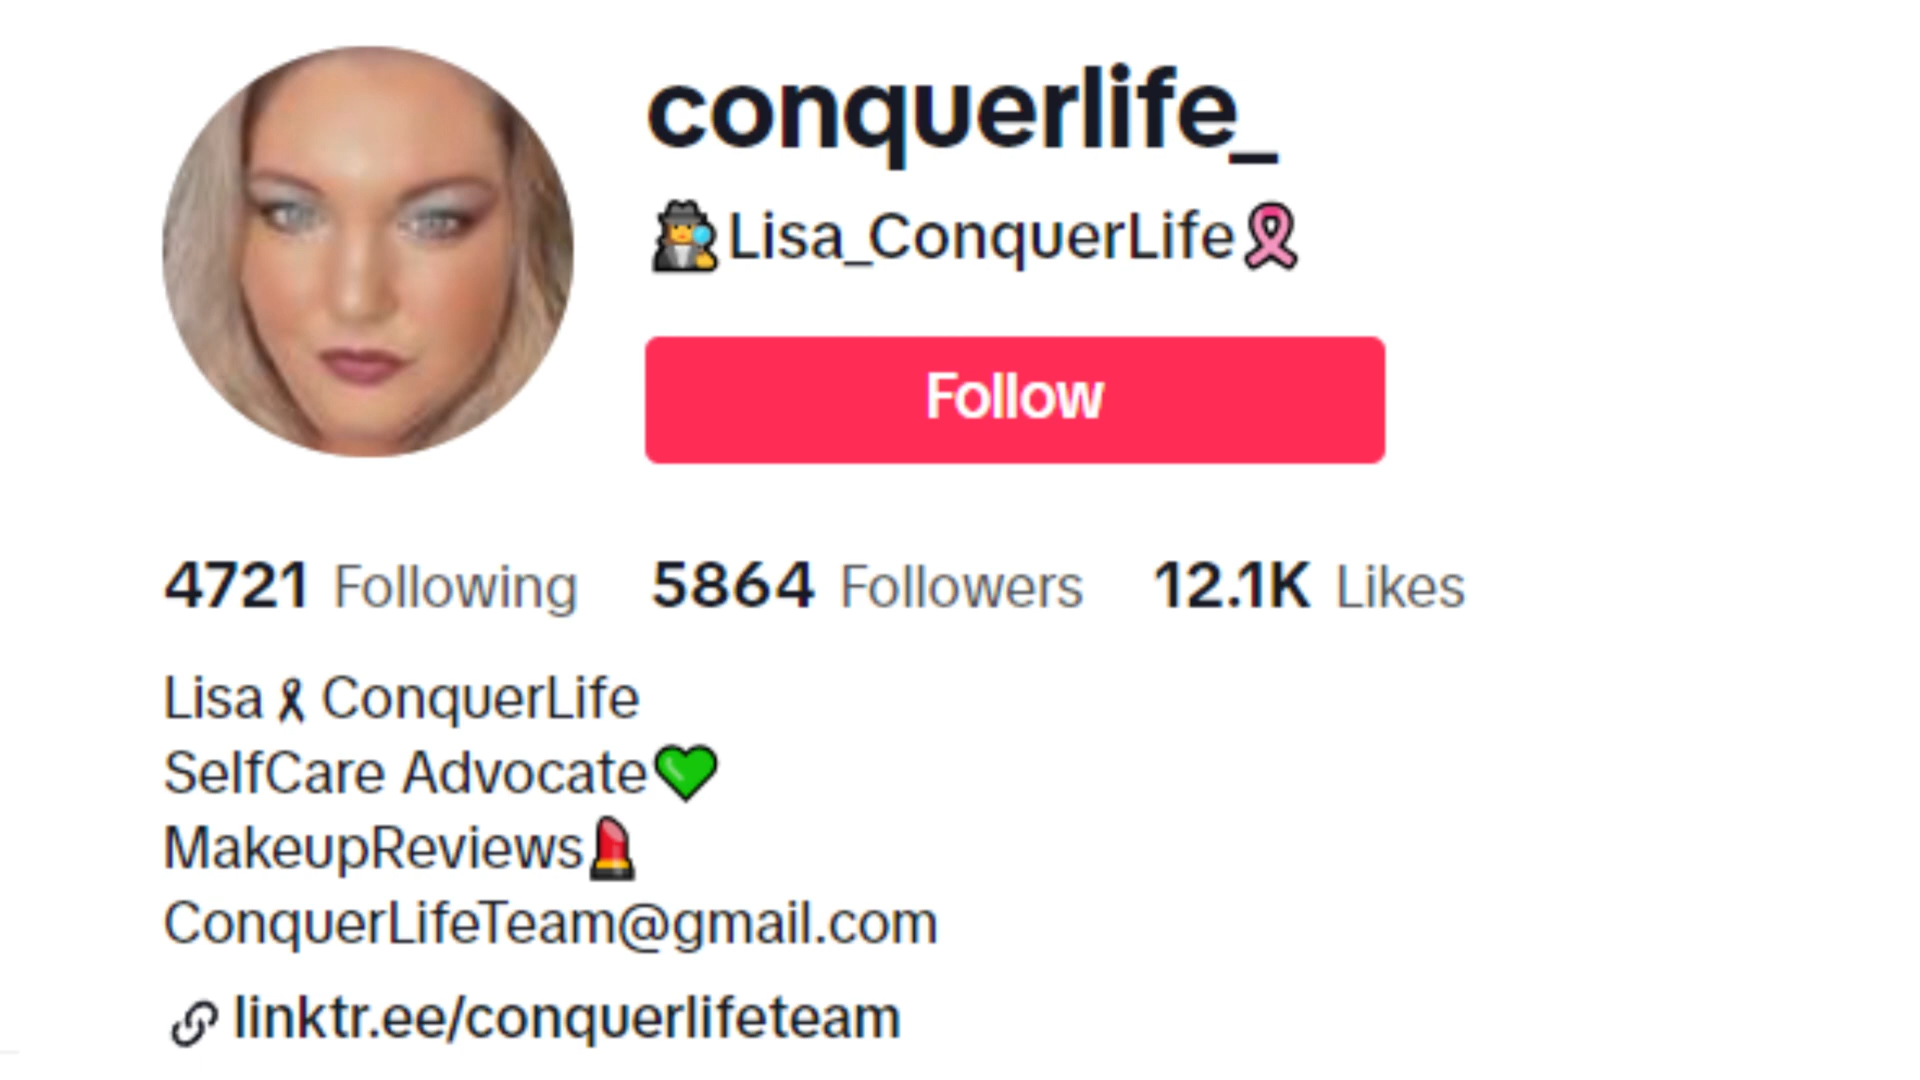 conquerlife_
🕵️Lisa_ConquerLife🎗️
Follow
4721 Following 5864 Followers 12.1K Likes
Lisa🎗ConquerLife
SelfCare Advocate💚
MakeupReviews💄
ConquerLifeTeam@gmail.com
linktr.ee/conquerlifeteam